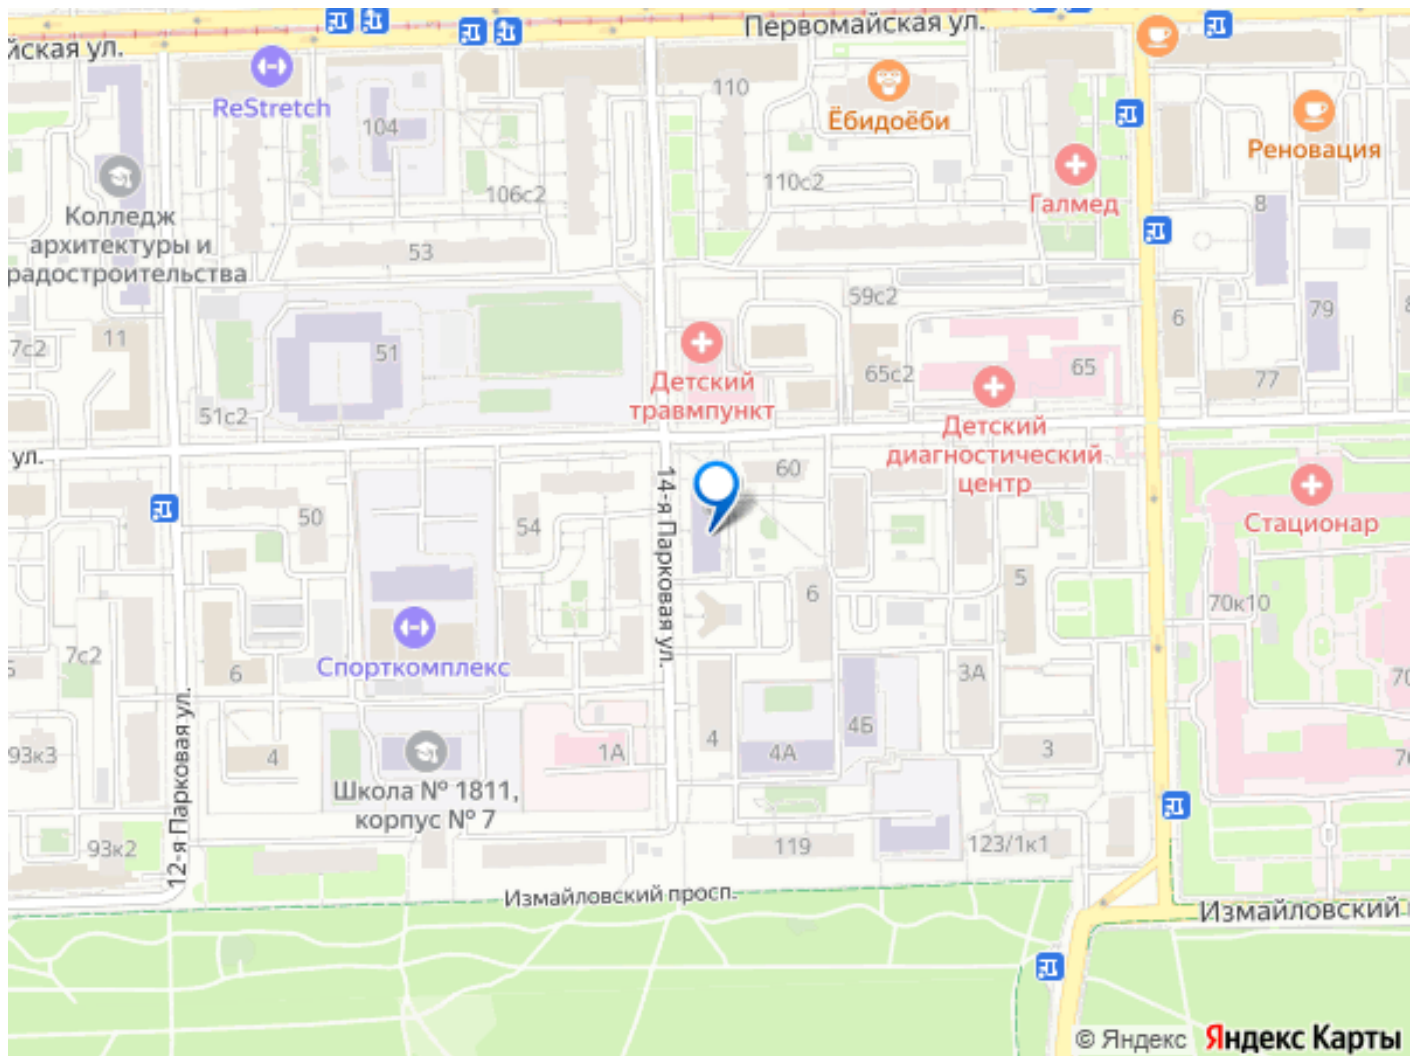 йская ул.
Первомайская ул.
ReStretch
110
Ёбидоёби
104
Реновация
106с2
110с2
Галмед
8
Колледж
архитектуры и
радостроительства
53
59с2
6
79
11
7с2
51
Детский
травмпункт
65с2
65
77
51с2
Детский
диагностический
центр
ул.
60
14-я Парковая ул.
Стационар
50
54
5
6
70к10
7с2
6
Спорткомплекс
3А
12-я Парковая ул.
4Б
4
4А
3
93к3
4
1А
Школа № 1811,
корпус № 7
93к2
119
123/1к1
Измайловский просп.
Измайловский
© Яндекс
Яндекс Карты